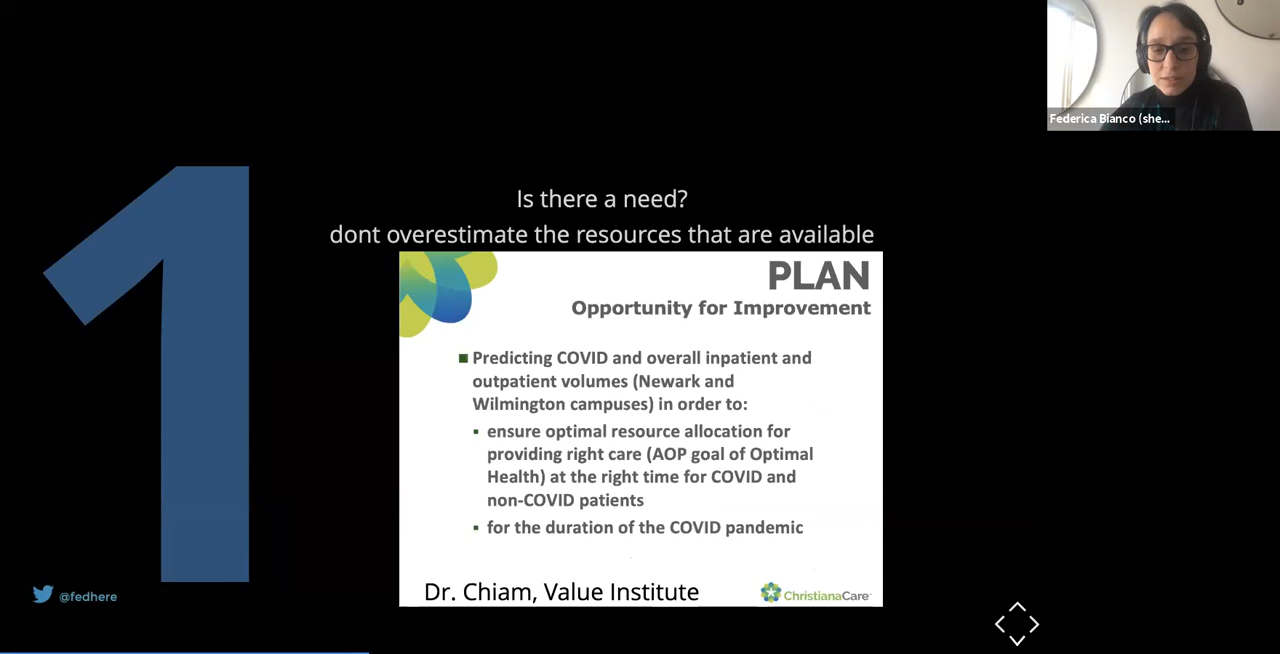 Federica Bianco (she...
1
Is there a need?
dont overestimate the resources that are available
PLAN
Opportunity for Improvement
Predicting COVID and overall inpatient and
outpatient volumes (Newark and
Wilmington campuses) in order to:
ensure optimal resource allocation for
providing right care (AOP goal of Optimal
Health) at the right time for COVID and
non-COVID patients
for the duration of the COVID pandemic
Dr. Chiam, Value Institute
ChristianaCare™
@fedhere